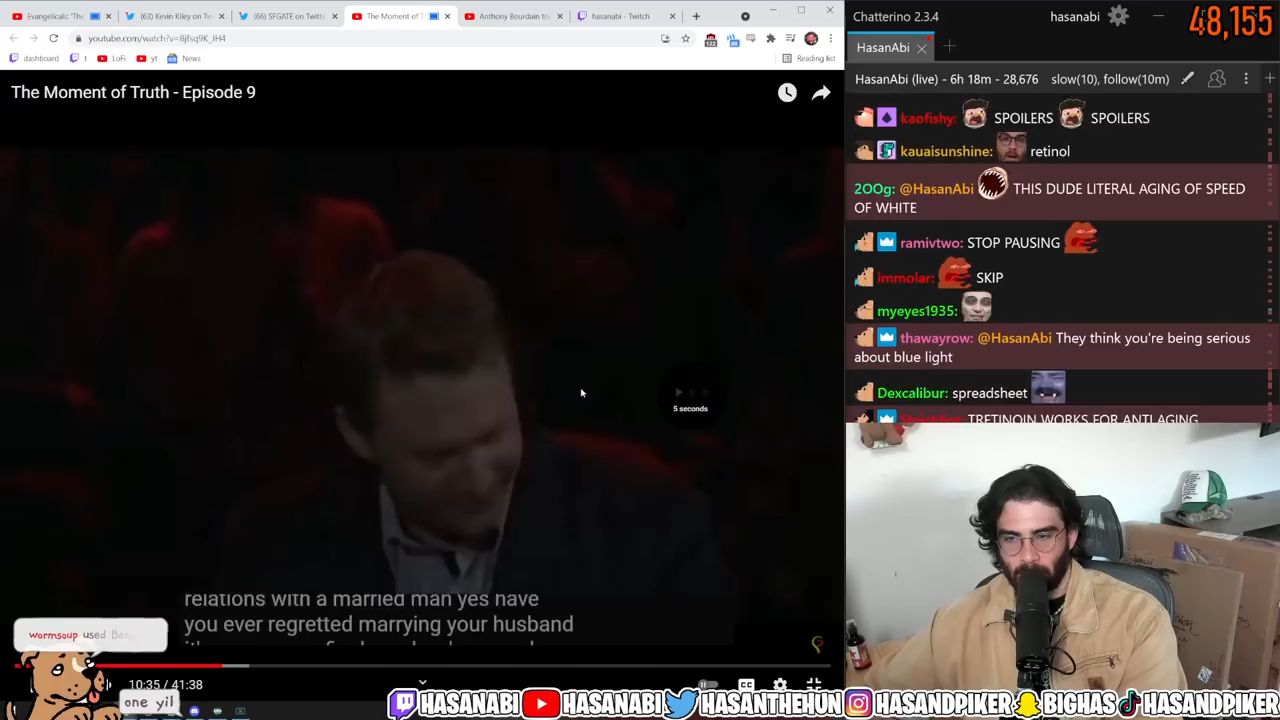 Evangelicals: 'The
(63) Kevin Kiley on Tw
(66) SFGATE on Twitte
The Moment of T
Anthony Bourdain tri
hasanabi - Twitch
youtube.com/watch?v=8jfsq9K_JH4
dashboard
t
LoFi
yt
News
Reading list
The Moment of Truth - Episode 9
5 seconds
relations with a married man yes have
you ever regretted marrying your husband
wormsoup used
one yil
10:35 / 41:38
CC
Chatterino 2.3.4
hasanabi
48,155
HasanAbi
HasanAbi (live) - 6h 18m - 28,676 slow(10), follow(10m)
kaofishy: SPOILERS SPOILERS
kauaisunshine: retinol
2OOg: @HasanAbi THIS DUDE LITERAL AGING OF SPEED
OF WHITE
ramivtwo: STOP PAUSING
immolar: SKIP
myeyes1935:
thawayrow: @HasanAbi They think you're being serious
about blue light
Dexcalibur: spreadsheet
TRETINOIN WORKS FOR ANTI AGING
HASANABI HASANABI HASANTHEHUN HASANDPIKER BIGHAS HASANDPIKER